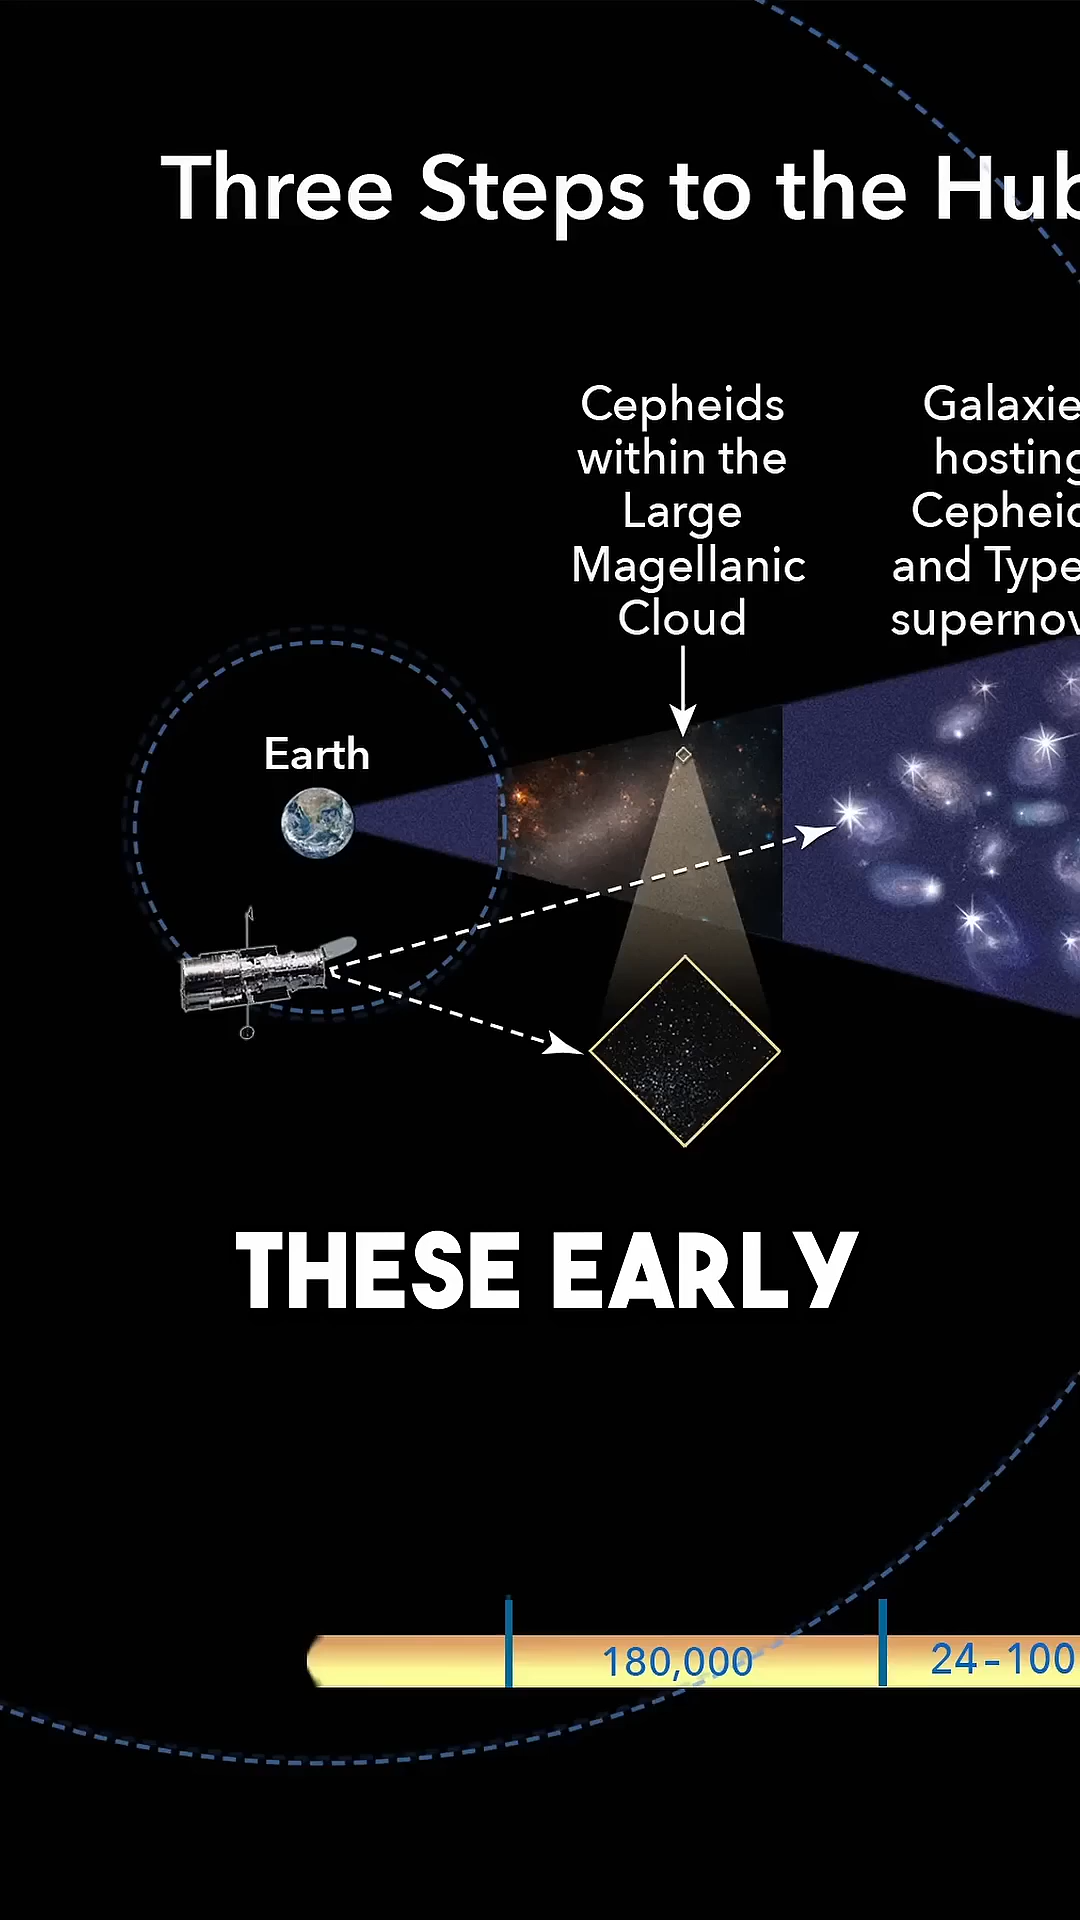 Three Steps to the Hub
Cepheids
within the
Large
Magellanic
Cloud
Galaxie
hosting
Cepheid
and Type
supernov
Earth
THESE EARLY
180,000
24-100